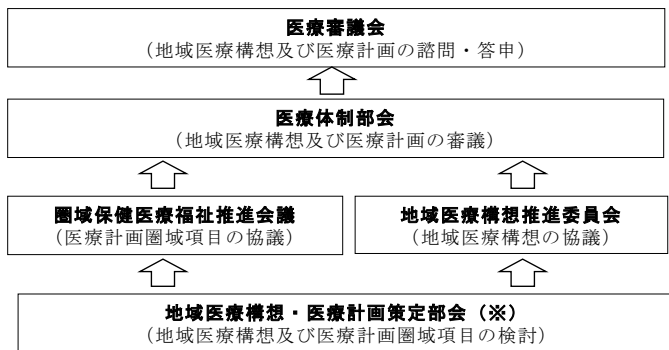 医療審議会
（地域医療構想及び医療計画の諮問・答申）
医療体制部会
（地域医療構想及び医療計画の審議）
圏域保健医療福祉推進会議
（医療計画圏域項目の協議）
地域医療構想推進委員会
（地域医療構想の協議）
地域医療構想・医療計画策定部会（※）
（地域医療構想及び医療計画圏域項目の検討）